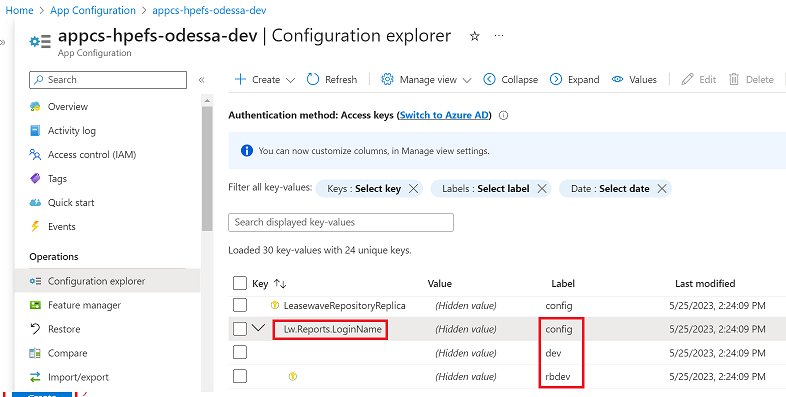 Home > App Configuration > appcs-hpefs-odessa-dev
appcs-hpefs-odessa-dev | Configuration explorer
App Configuration
Search
Create Refresh Manage view Collapse Expand Values Edit Delete
Overview
Activity log
Access control (IAM)
Tags
Quick start
Events
Operations
Configuration explorer
Feature manager
Restore
Compare
Import/export
Create
Authentication method: Access keys (Switch to Azure AD)
You can now customize columns, in Manage view settings.
Filter all key-values: Keys : Select key Labels : Select label Date : Select date
Search displayed key-values
Loaded 30 key-values with 24 unique keys.
Key Value Label Last modified
LeasewaveRepositoryReplica (Hidden value) config 5/25/2023, 2:24:09 PM
Lw.Reports.LoginName (Hidden value) config 5/25/2023, 2:24:09 PM
(Hidden value) dev 5/25/2023, 2:24:09 PM
(Hidden value) rbdev 5/25/2023, 2:24:09 PM